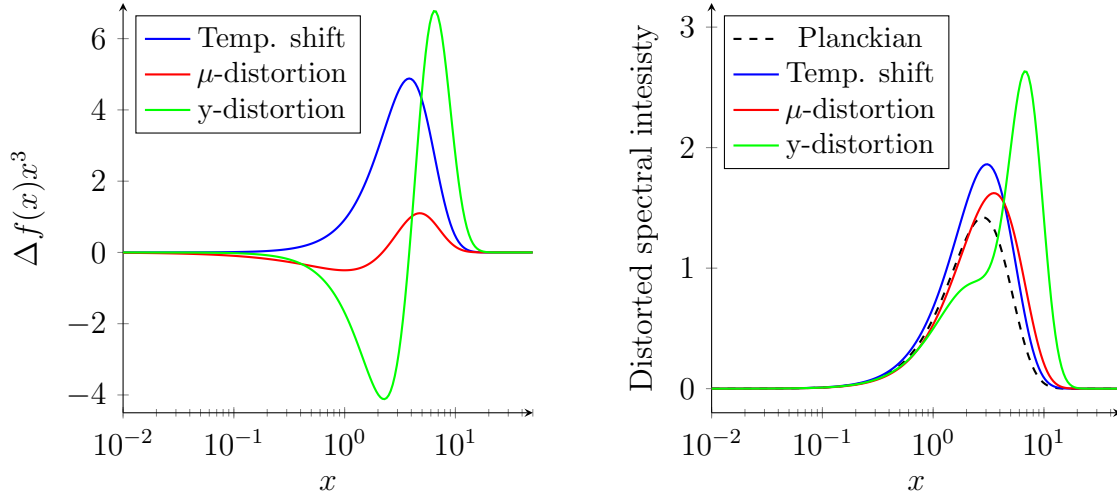 Temp. shift
μ-distortion
y-distortion
6
4
2
0
−2
−4
Δf(x)x³
10⁻² 10⁻¹ 10⁰ 10¹
x
Planckian
Temp. shift
μ-distortion
y-distortion
3
2
1
0
Distorted spectral intesisty
10⁻² 10⁻¹ 10⁰ 10¹
x